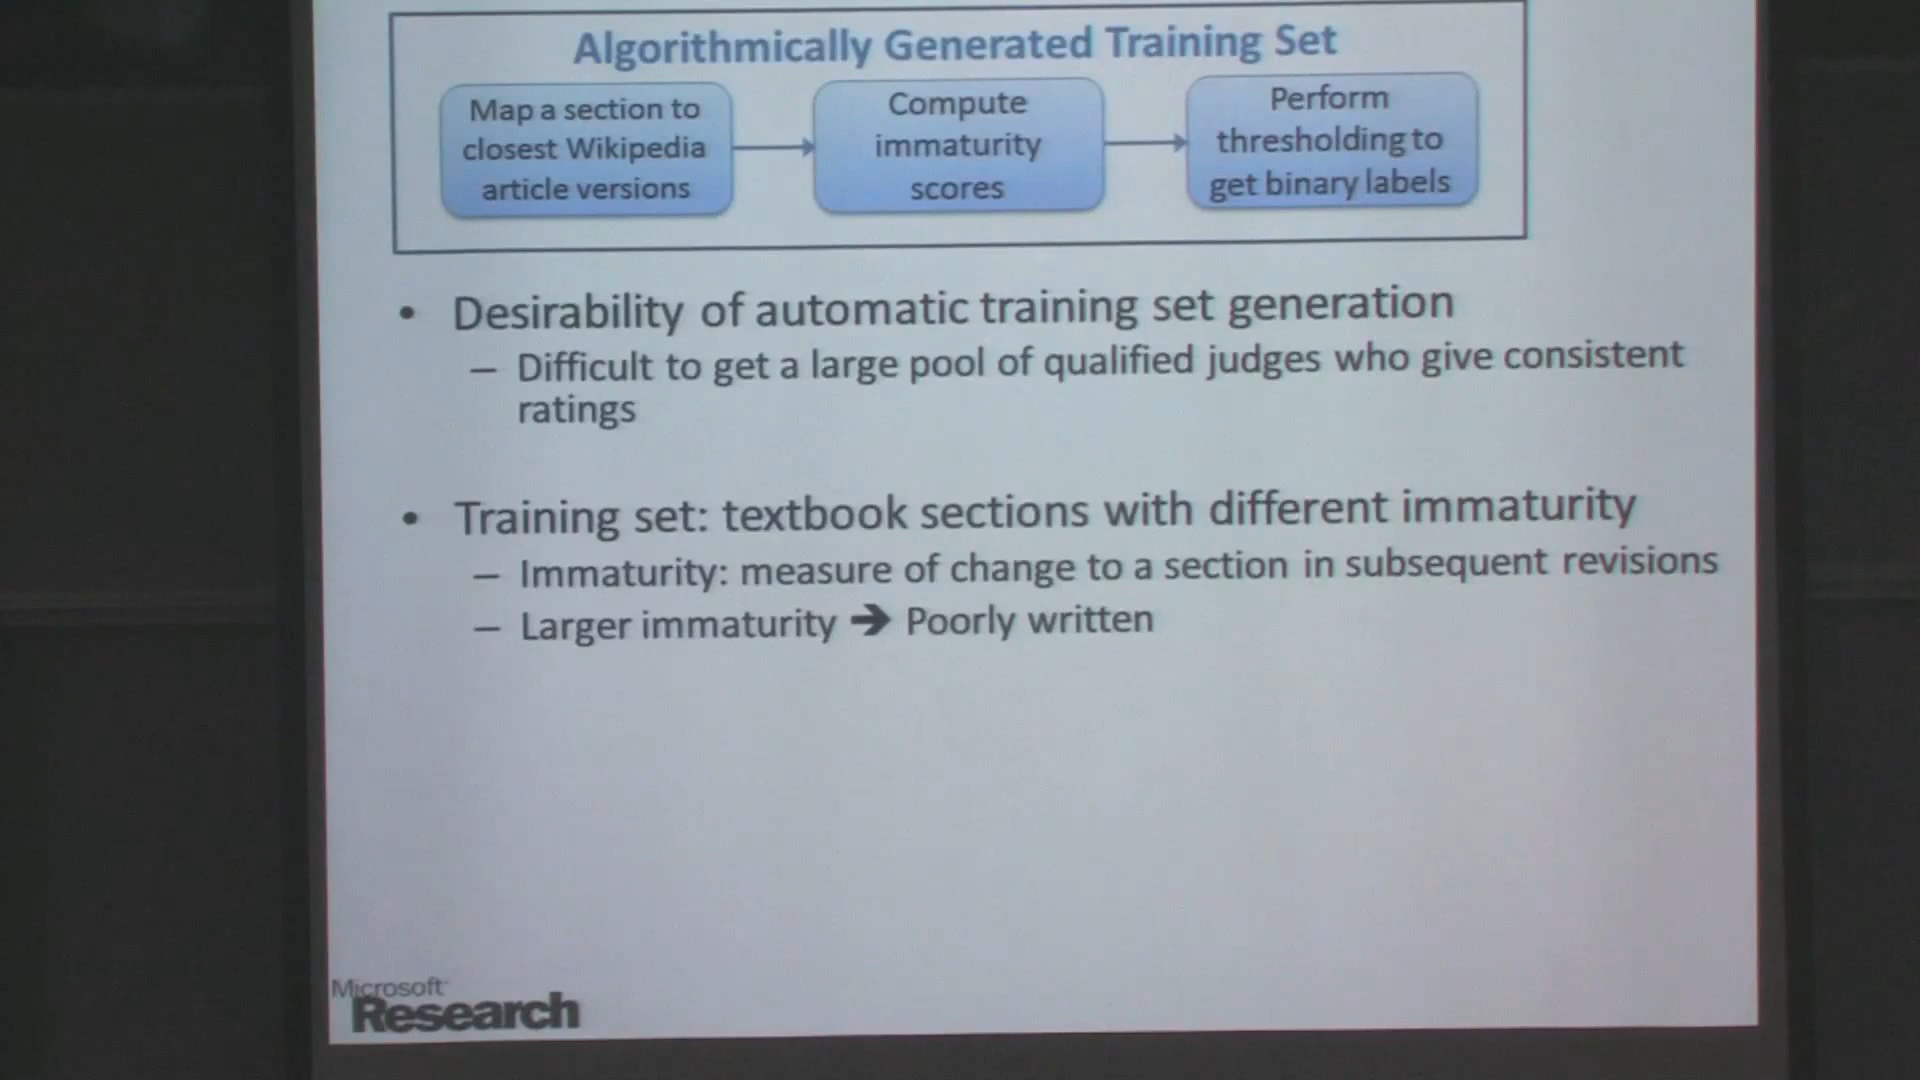 Algorithmically Generated Training Set
Map a section to
closest Wikipedia
article versions
Compute
immaturity
scores
Perform
thresholding to
get binary labels
• Desirability of automatic training set generation
– Difficult to get a large pool of qualified judges who give consistent
ratings
• Training set: textbook sections with different immaturity
– Immaturity: measure of change to a section in subsequent revisions
– Larger immaturity ➔ Poorly written
Microsoft
Research